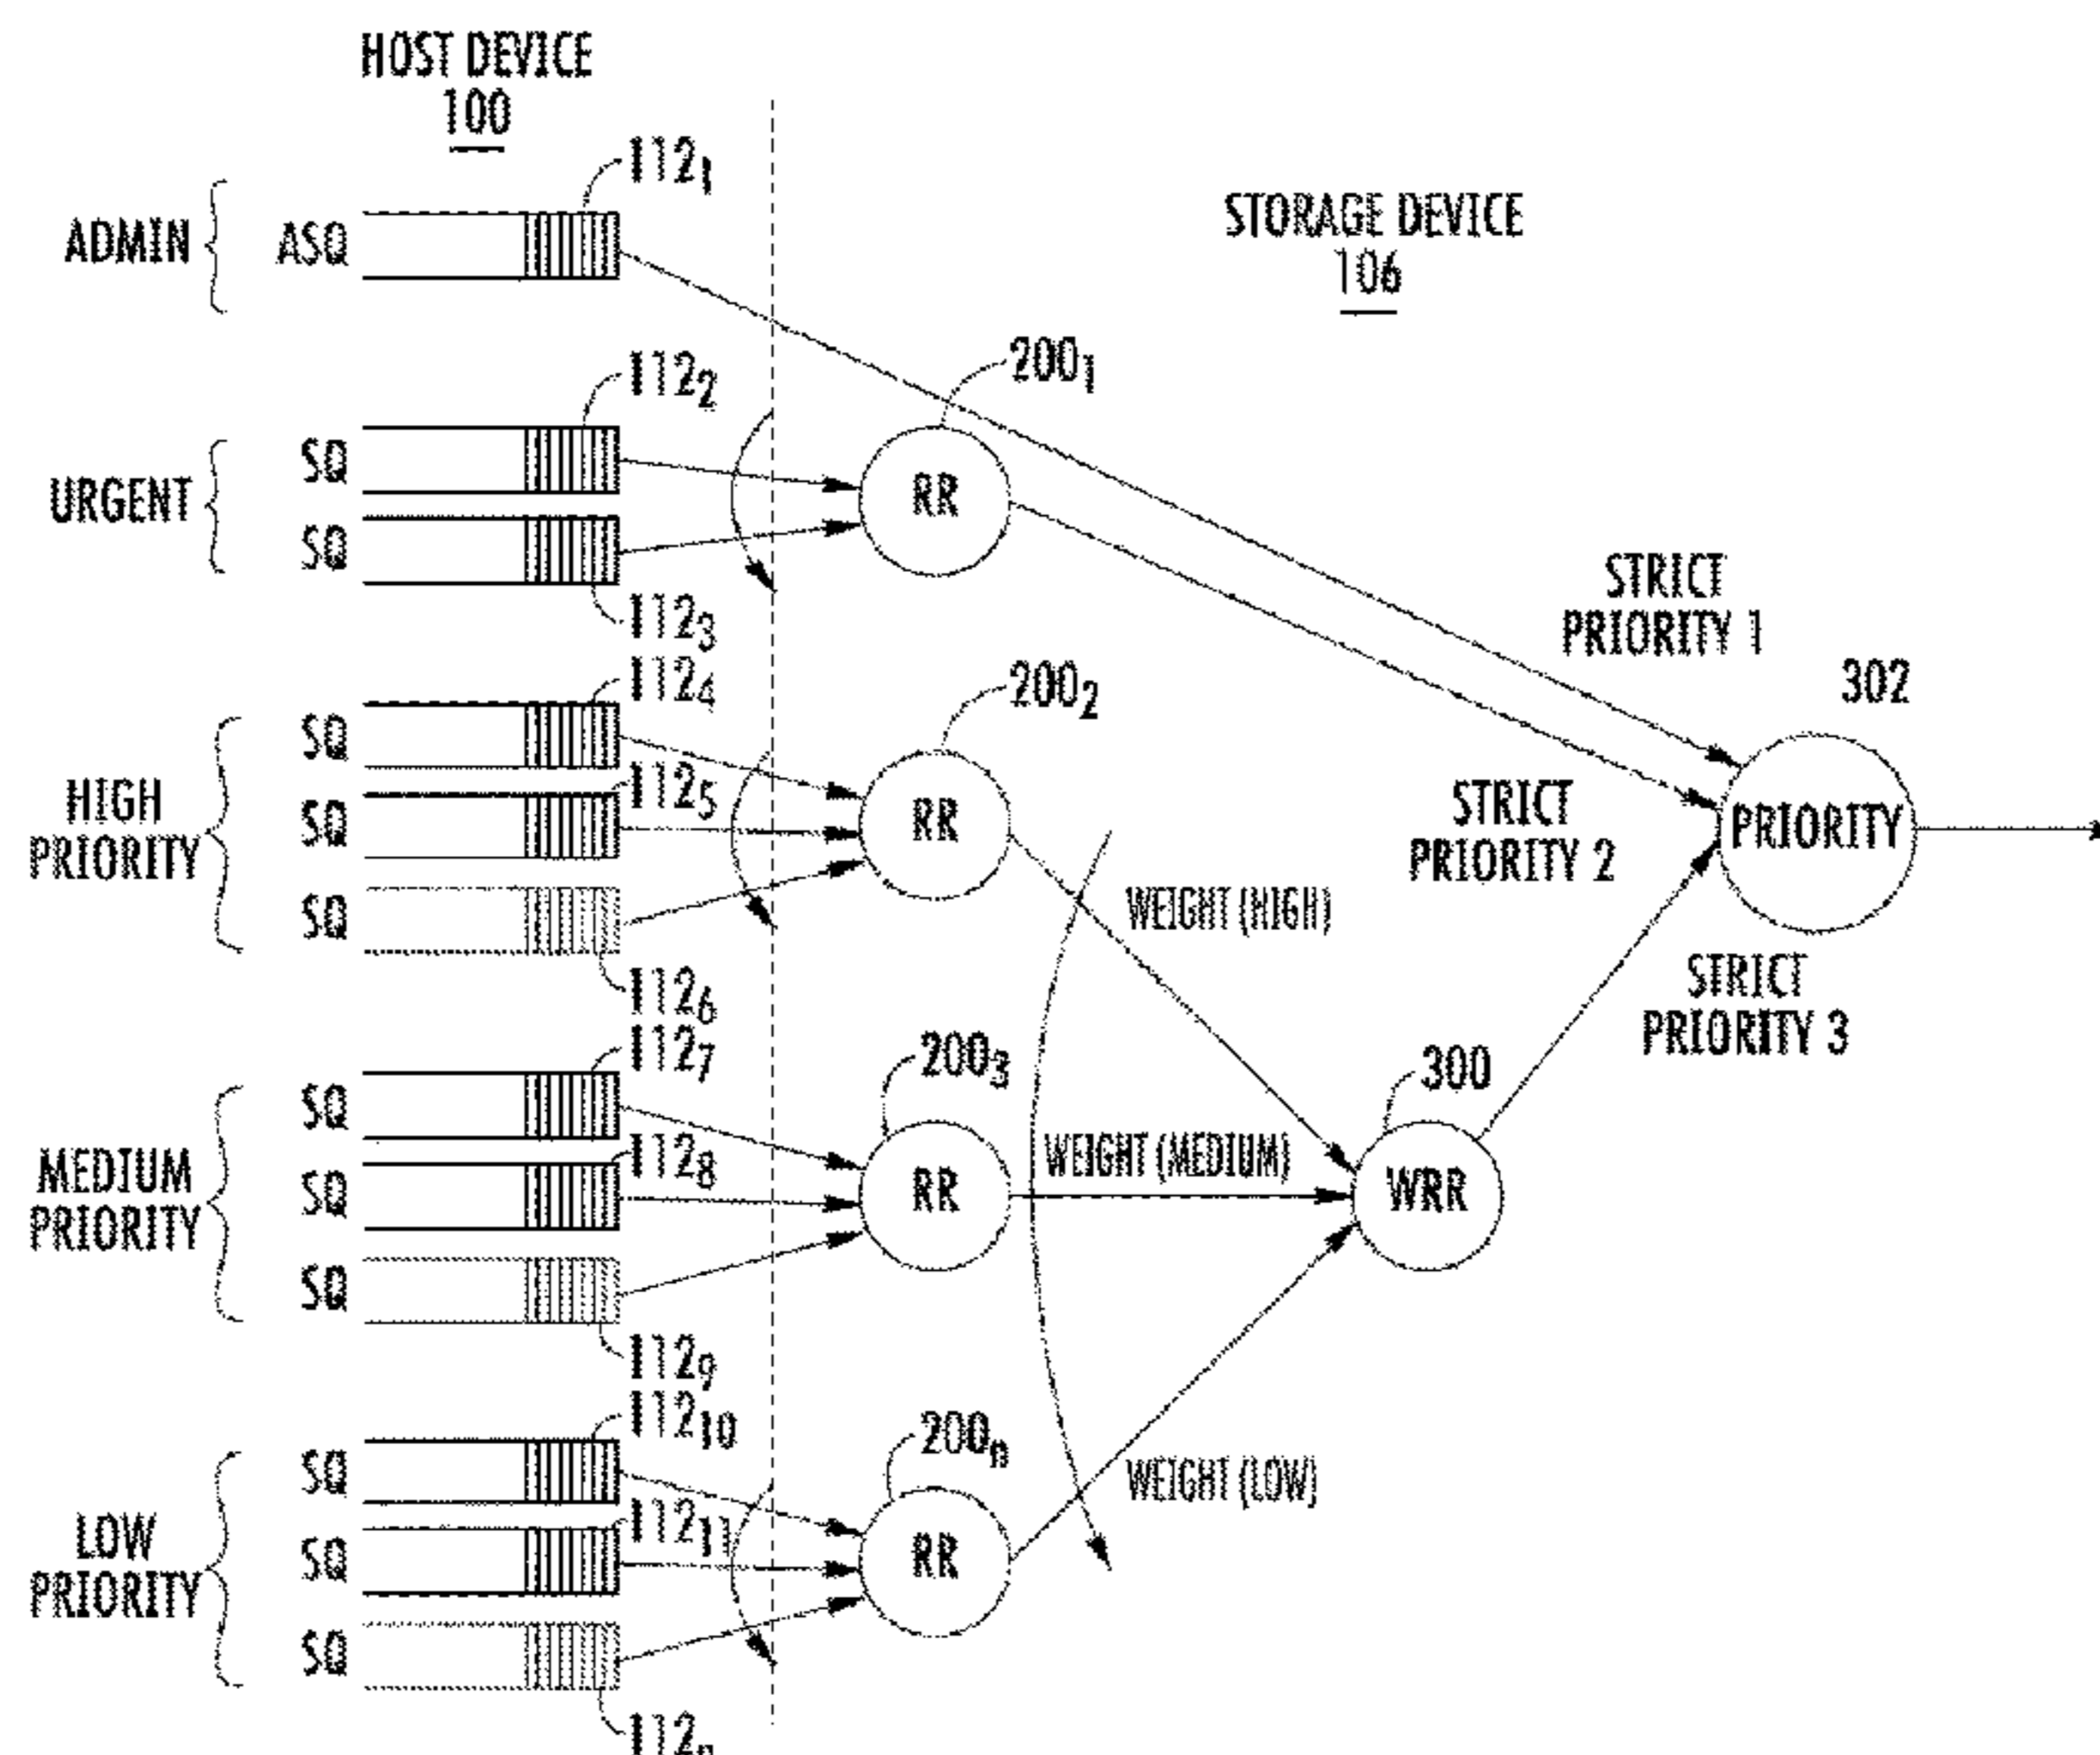 HOST DEVICE
100
STORAGE DEVICE
106
ADMIN
ASQ
112₁
URGENT
SQ
112₂
SQ
112₃
200₁
RR
STRICT
PRIORITY 1
HIGH
PRIORITY
SQ
112₄
SQ
112₅
SQ
112₆
200₂
RR
WEIGHT (HIGH)
STRICT
PRIORITY 2
302
PRIORITY
STRICT
PRIORITY 3
MEDIUM
PRIORITY
SQ
112₇
SQ
112₈
SQ
112₉
200₃
RR
WEIGHT (MEDIUM)
300
WRR
LOW
PRIORITY
SQ
112₁₀
SQ
112₁₁
SQ
112ₙ
200ₙ
RR
WEIGHT (LOW)